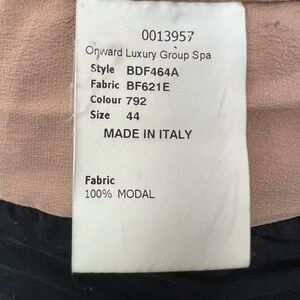 0013957
Onward Luxury Group Spa
Style BDF464A
Fabric BF621E
Colour 792
Size 44
MADE IN ITALY
Fabric
100% MODAL